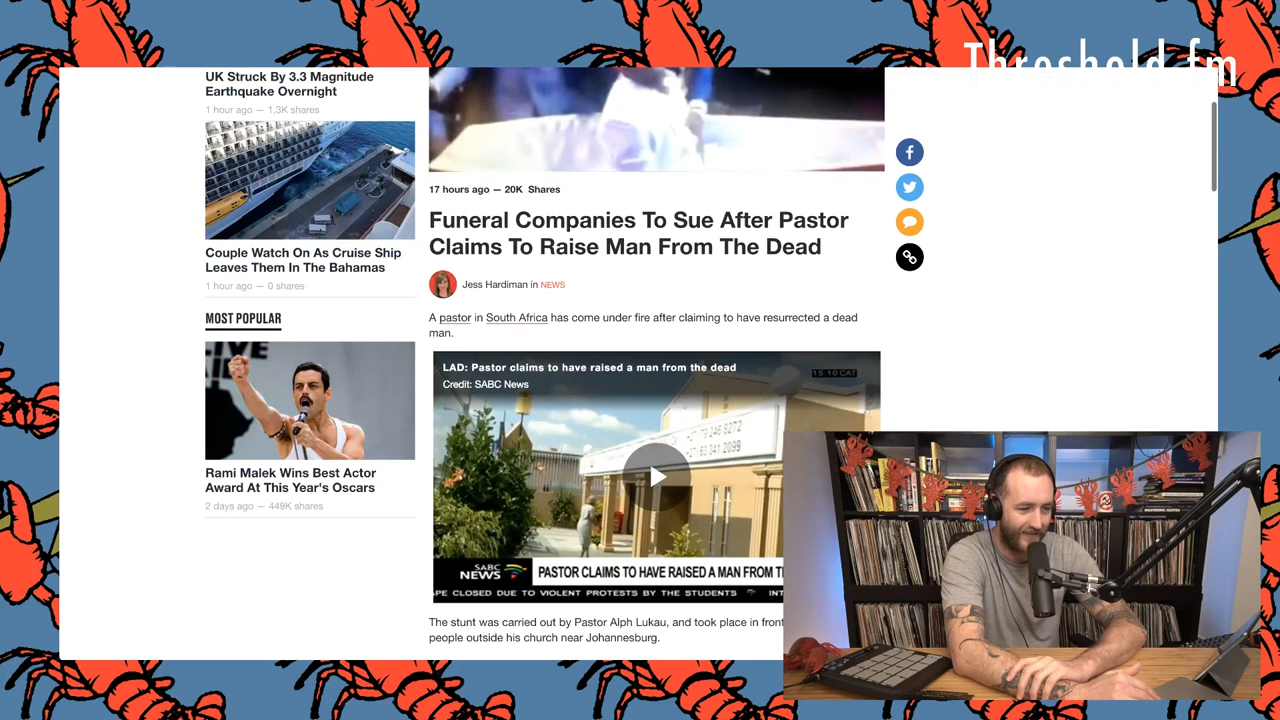 Threshold.fm
UK Struck By 3.3 Magnitude
Earthquake Overnight
1 hour ago — 1.3K shares
Couple Watch On As Cruise Ship
Leaves Them In The Bahamas
1 hour ago — 0 shares
MOST POPULAR
Rami Malek Wins Best Actor
Award At This Year's Oscars
2 days ago — 449K shares
17 hours ago — 20K Shares
Funeral Companies To Sue After Pastor
Claims To Raise Man From The Dead
Jess Hardiman in NEWS
A pastor in South Africa has come under fire after claiming to have resurrected a dead
man.
LAD: Pastor claims to have raised a man from the dead
Credit: SABC News
15:10 CAT
SABC
NEWS
PASTOR CLAIMS TO HAVE RAISED A MAN FROM
CLOSED DUE TO VIOLENT PROTESTS BY THE STUDENTS
The stunt was carried out by Pastor Alph Lukau, and took place in front
people outside his church near Johannesburg.